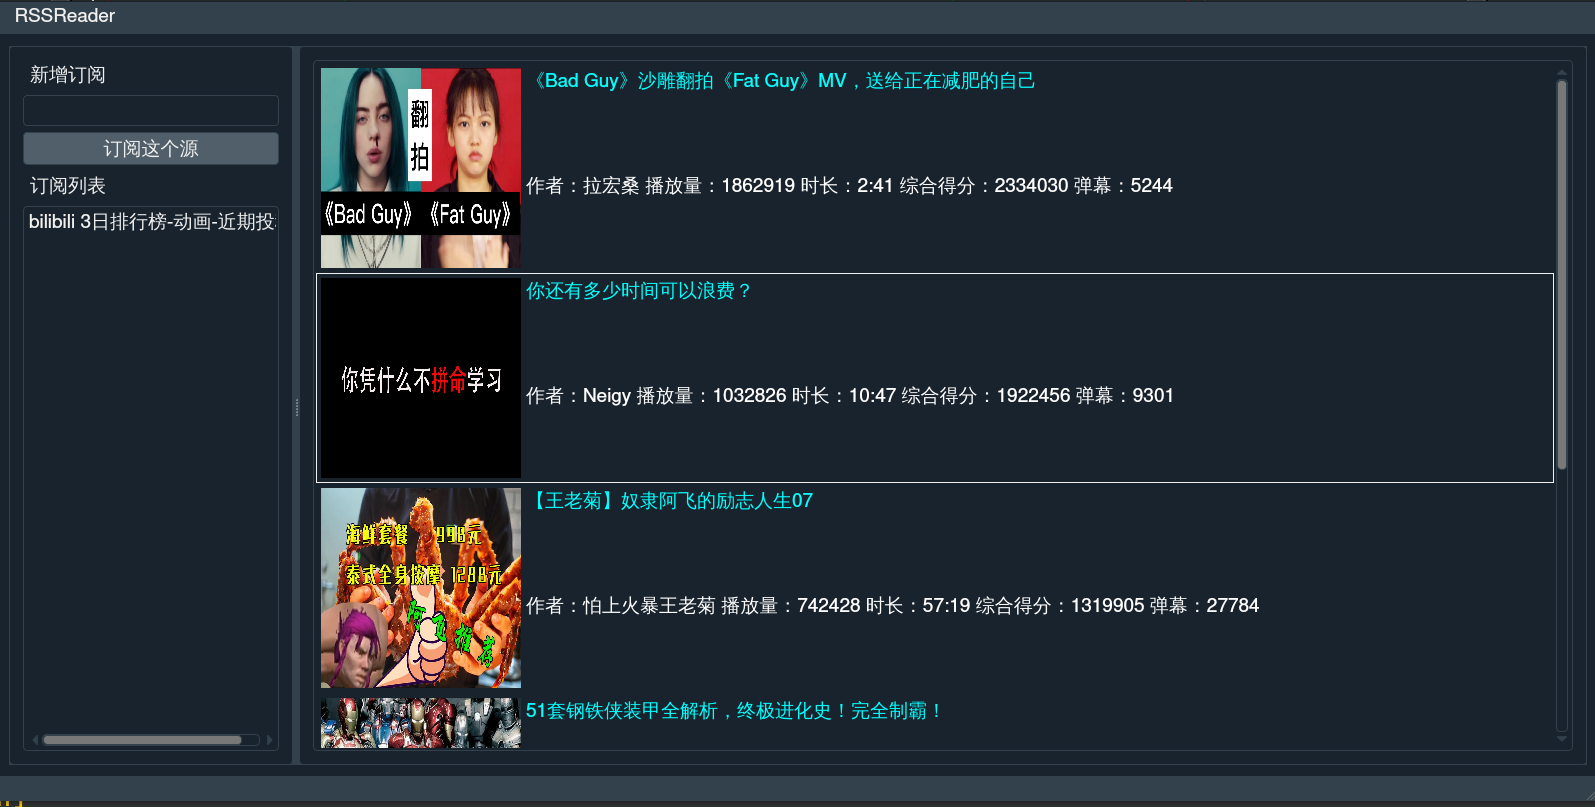 RSSReader
新增订阅
订阅这个源
订阅列表
bilibili 3日排行榜-动画-近期投
《Bad Guy》沙雕翻拍《Fat Guy》MV，送给正在减肥的自己
翻拍
《Bad Guy》《Fat Guy》
作者：拉宏桑 播放量：1862919 时长：2:41 综合得分：2334030 弹幕：5244
你还有多少时间可以浪费？
你凭什么不拼命学习
作者：Neigy 播放量：1032826 时长：10:47 综合得分：1922456 弹幕：9301
【王老菊】奴隶阿飞的励志人生07
海鲜套餐 998元
泰式全身按摩 1288元
阿飞推荐
作者：怕上火暴王老菊 播放量：742428 时长：57:19 综合得分：1319905 弹幕：27784
51套钢铁侠装甲全解析，终极进化史！完全制霸！